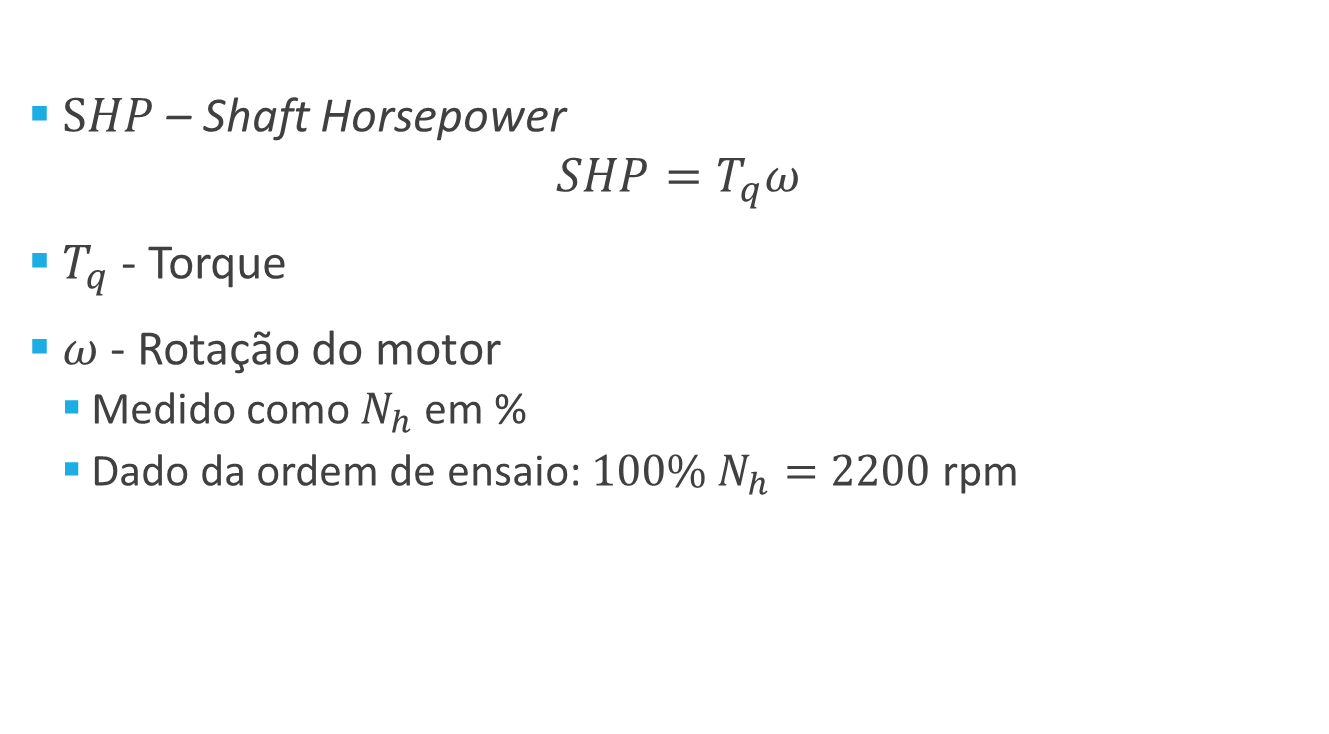 ▪ SHP – Shaft Horsepower
SHP = T_q ω
▪ T_q - Torque
▪ ω - Rotação do motor
▪ Medido como N_h em %
▪ Dado da ordem de ensaio: 100% N_h = 2200 rpm